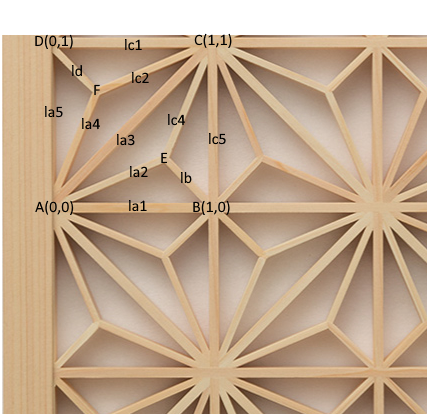 D(0,1) lc1 C(1,1)
ld lc2
F
la5 la4 lc4
la3 lc5
E
la2 lb
A(0,0) la1 B(1,0)